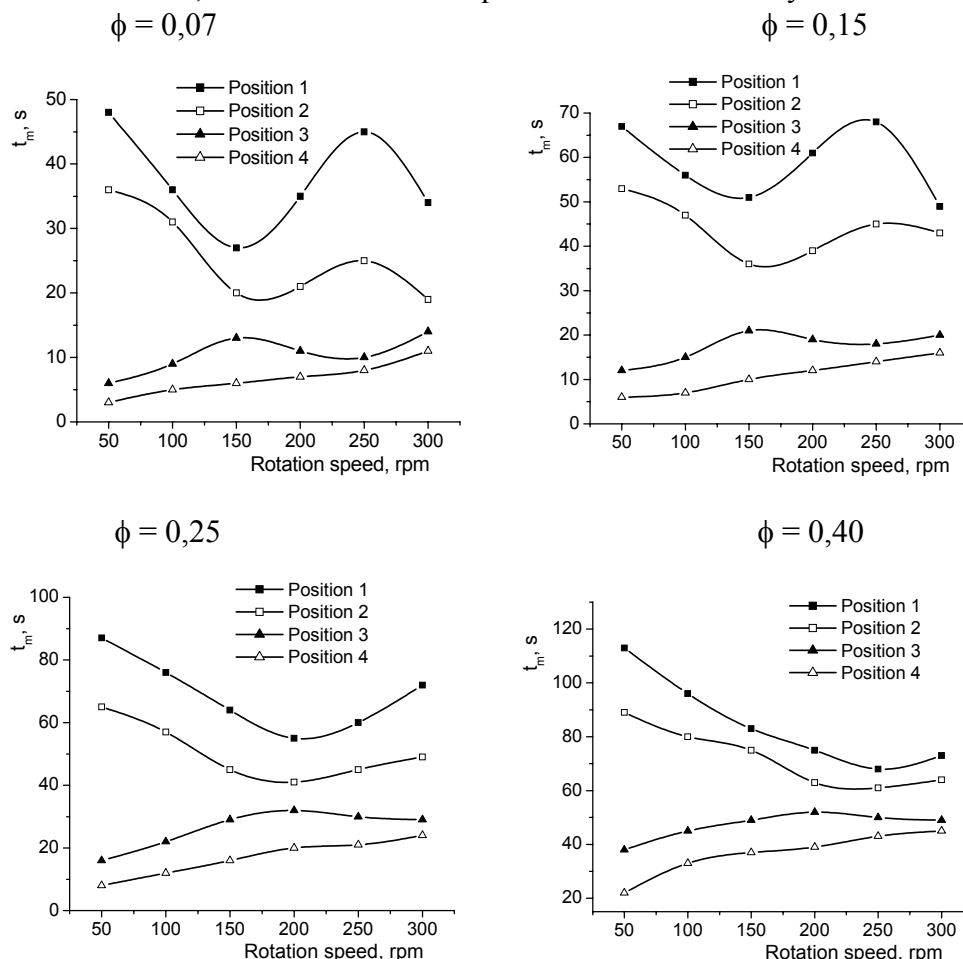 ϕ = 0,07
Position 1
Position 2
Position 3
Position 4
t_m, s
50
40
30
20
10
0
50 100 150 200 250 300
Rotation speed, rpm
ϕ = 0,15
Position 1
Position 2
Position 3
Position 4
t_m, s
70
60
50
40
30
20
10
0
50 100 150 200 250 300
Rotation speed, rpm
ϕ = 0,25
Position 1
Position 2
Position 3
Position 4
t_m, s
100
80
60
40
20
0
50 100 150 200 250 300
Rotation speed, rpm
ϕ = 0,40
Position 1
Position 2
Position 3
Position 4
t_m, s
120
100
80
60
40
20
50 100 150 200 250 300
Rotation speed, rpm